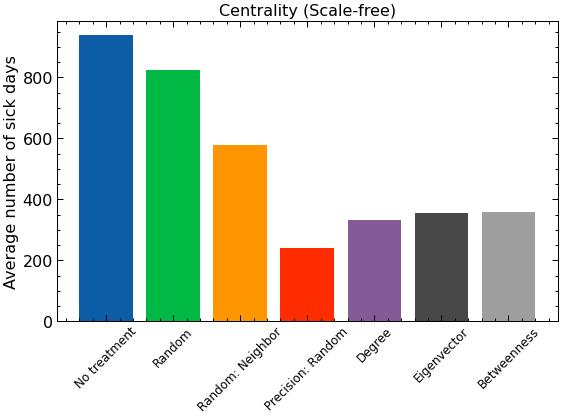 Centrality (Scale-free)
Average number of sick days
800
600
400
200
0
No treatment
Random
Random: Neighbor
Precision: Random
Degree
Eigenvector
Betweenness